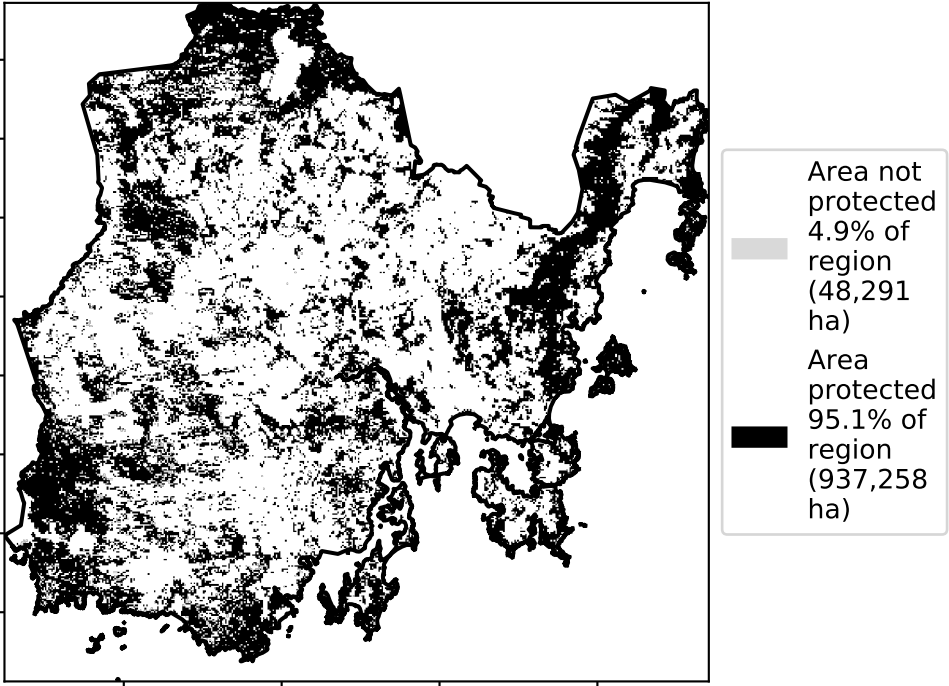 Area not
protected
4.9% of
region
(48,291
ha)
Area
protected
95.1% of
region
(937,258
ha)